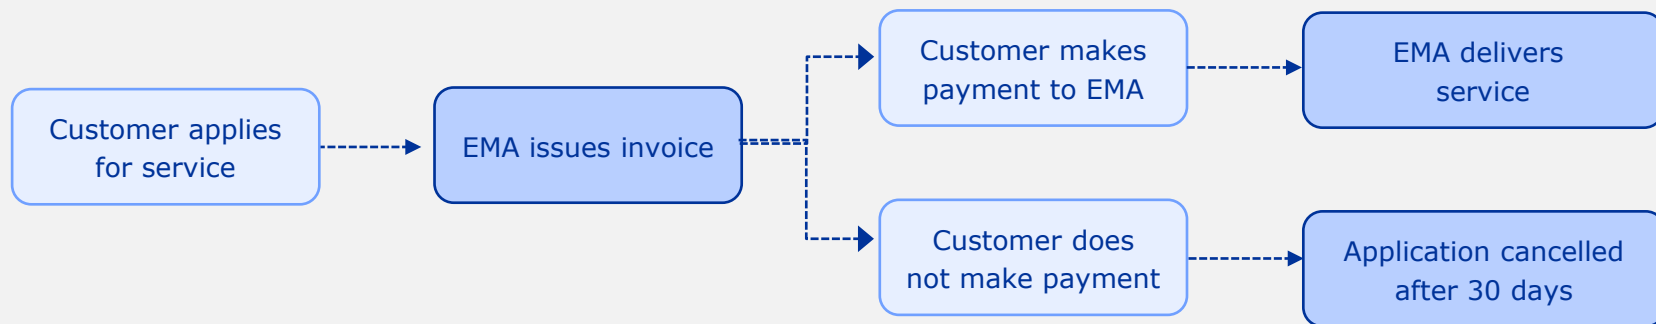 Customer applies
for service
EMA issues invoice
Customer makes
payment to EMA
EMA delivers
service
Customer does
not make payment
Application cancelled
after 30 days